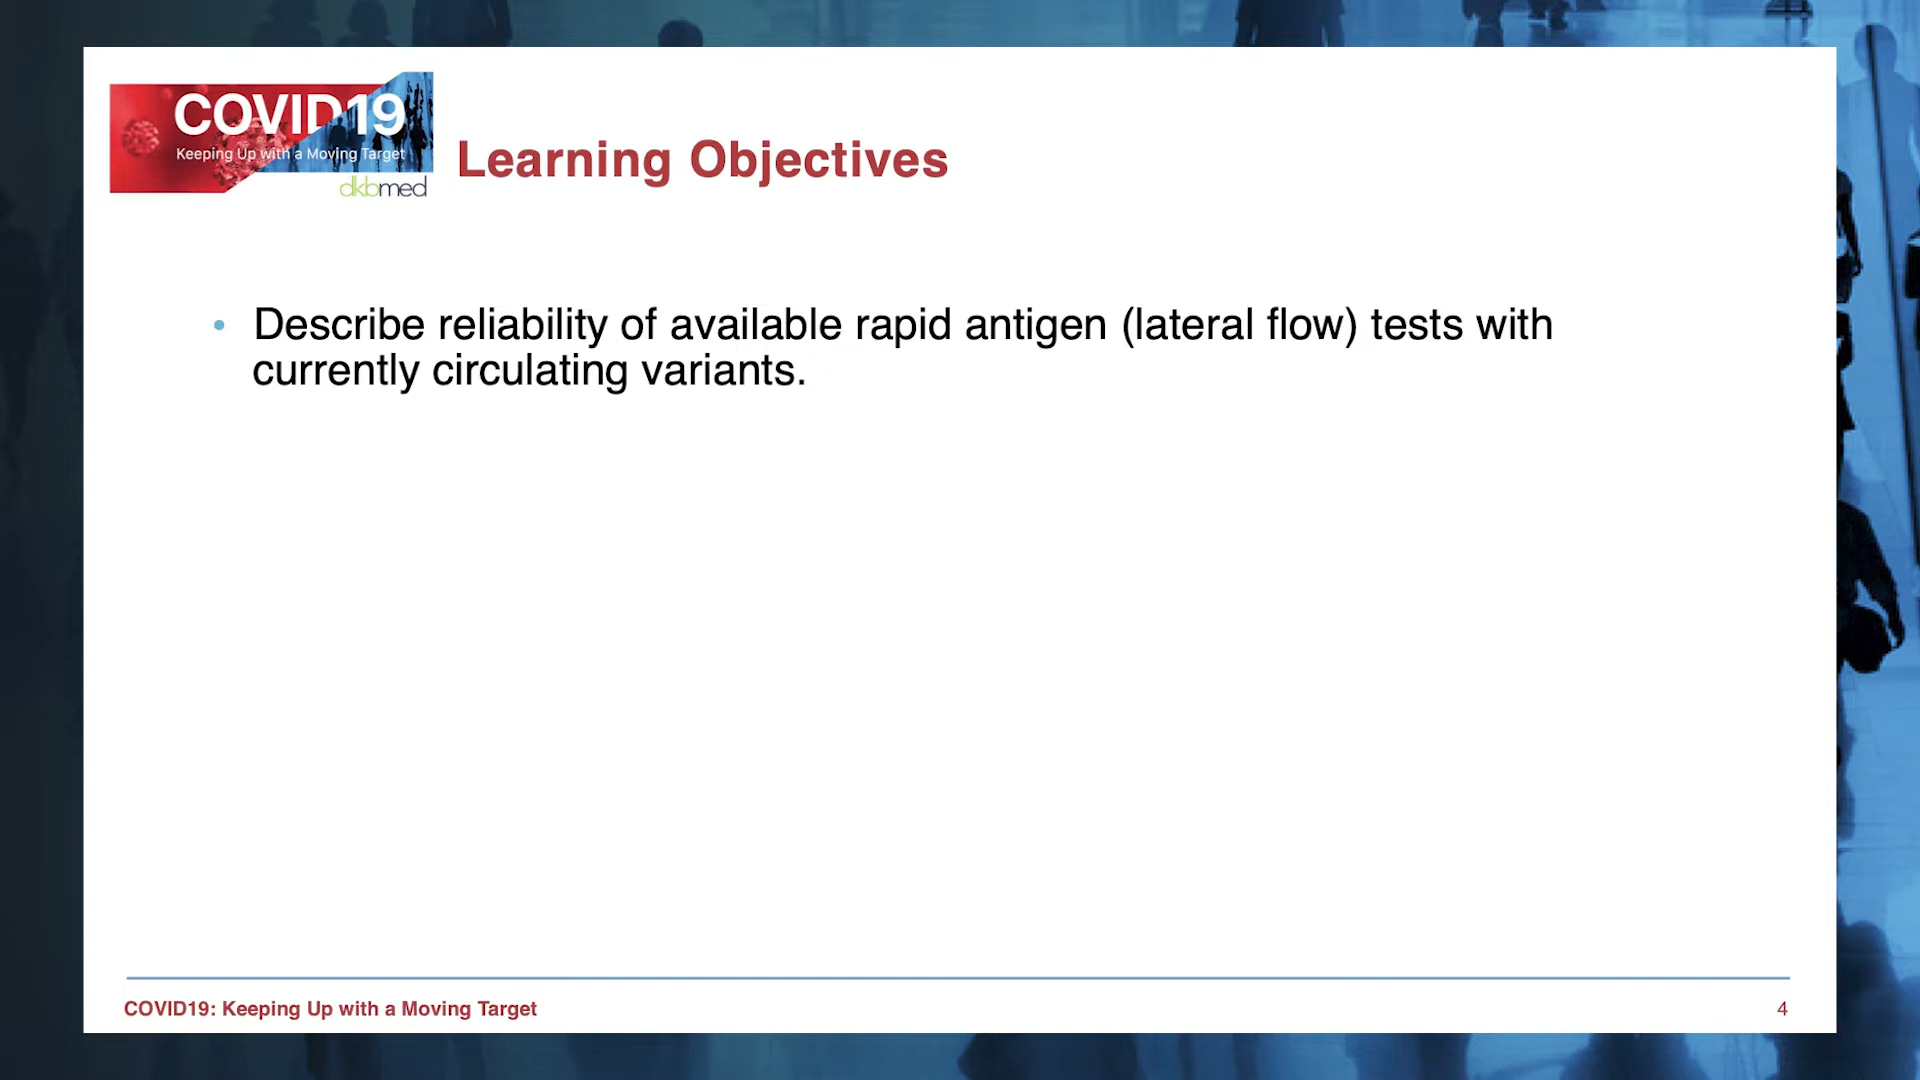 COVID19
Keeping Up with a Moving Target
dkbmed
Learning Objectives
• Describe reliability of available rapid antigen (lateral flow) tests with
currently circulating variants.
COVID19: Keeping Up with a Moving Target
4